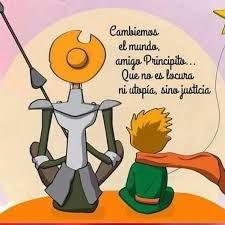 Cambiemos
el mundo,
amigo Principito...
Que no es locura
ni utopía, sino justicia